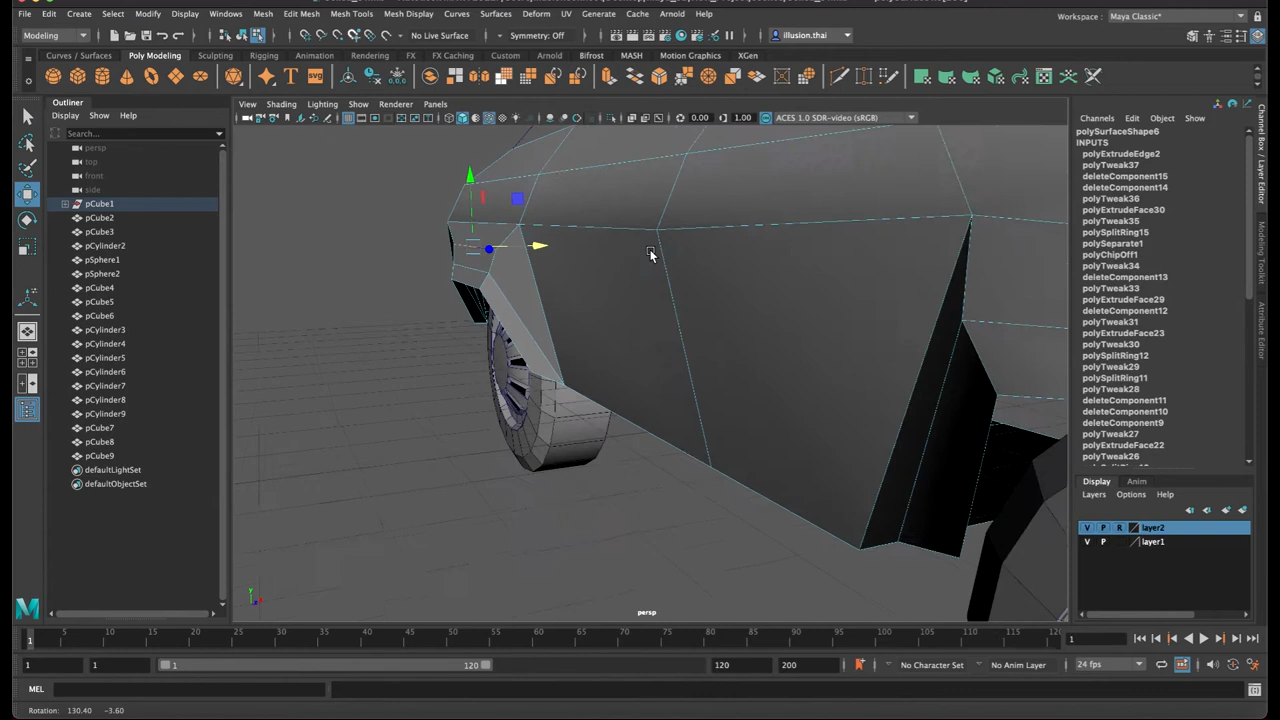 File Edit Create Select Modify Display Windows Mesh Edit Mesh Mesh Tools Mesh Display Curves Surfaces Deform UV Generate Cache Arnold Help
Workspace : Maya Classic*
Modeling No Live Surface Symmetry: Off illusion.thai
Curves / Surfaces Poly Modeling Sculpting Rigging Animation Rendering FX FX Caching Custom Arnold Bifrost MASH Motion Graphics XGen
Outliner
Display Show Help
Search...
persp
top
front
side
pCube1
pCube2
pCube3
pCylinder2
pSphere1
pSphere2
pCube4
pCube5
pCube6
pCylinder3
pCylinder4
pCylinder5
pCylinder6
pCylinder7
pCylinder8
pCylinder9
pCube7
pCube8
pCube9
defaultLightSet
defaultObjectSet
View Shading Lighting Show Renderer Panels
0.00 1.00 ACES 1.0 SDR-video (sRGB)
persp
Channels Edit Object Show
polySurfaceShape6
INPUTS
polyExtrudeEdge2
polyTweak37
deleteComponent15
deleteComponent14
polyTweak36
polyExtrudeFace30
polyTweak35
polySplitRing15
polySeparate1
polyChipOff1
polyTweak34
deleteComponent13
polyTweak33
polyExtrudeFace29
deleteComponent12
polyTweak31
polyExtrudeFace23
polyTweak30
polySplitRing12
polyTweak29
polySplitRing11
polyTweak28
deleteComponent11
deleteComponent10
deleteComponent9
polyTweak27
polyExtrudeFace22
polyTweak26
Channel Box / Layer Editor
Attribute Editor
Display Anim
Layers Options Help
V P R layer2
V P layer1
5 10 15 20 25 30 35 40 45 50 55 60 65 70 75 80 85 90 95 100 105 110 115 120
1 1
1 1 1 120 120 200 No Character Set No Anim Layer 24 fps
MEL
Rotation: 130.40 -3.60